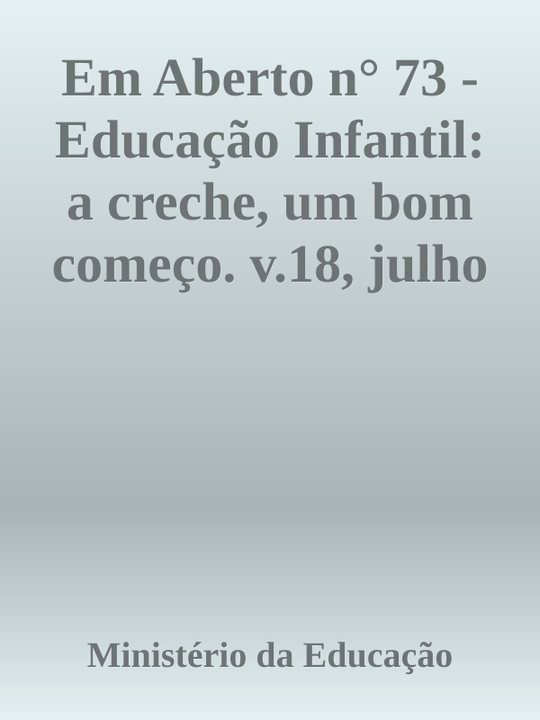 Em Aberto n° 73 -
Educação Infantil:
a creche, um bom
começo. v.18, julho
Ministério da Educação